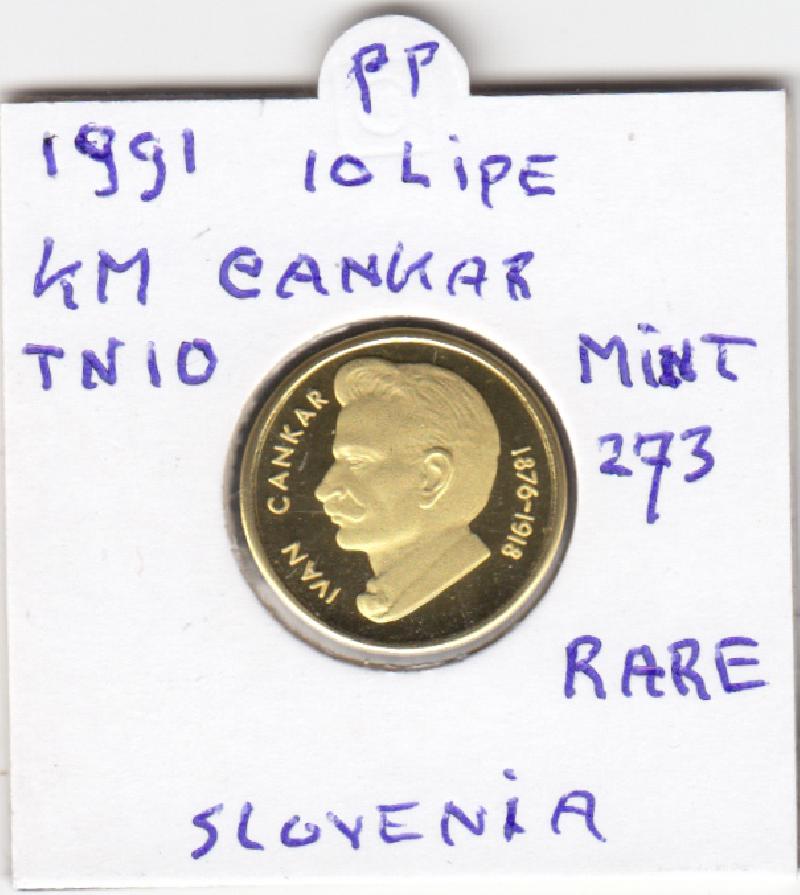 PP
1991 10 LiPE
KM CANKAR
TN10 MiNT
273
IVAN CANKAR
1876-1918
RARE
SLOVENiA